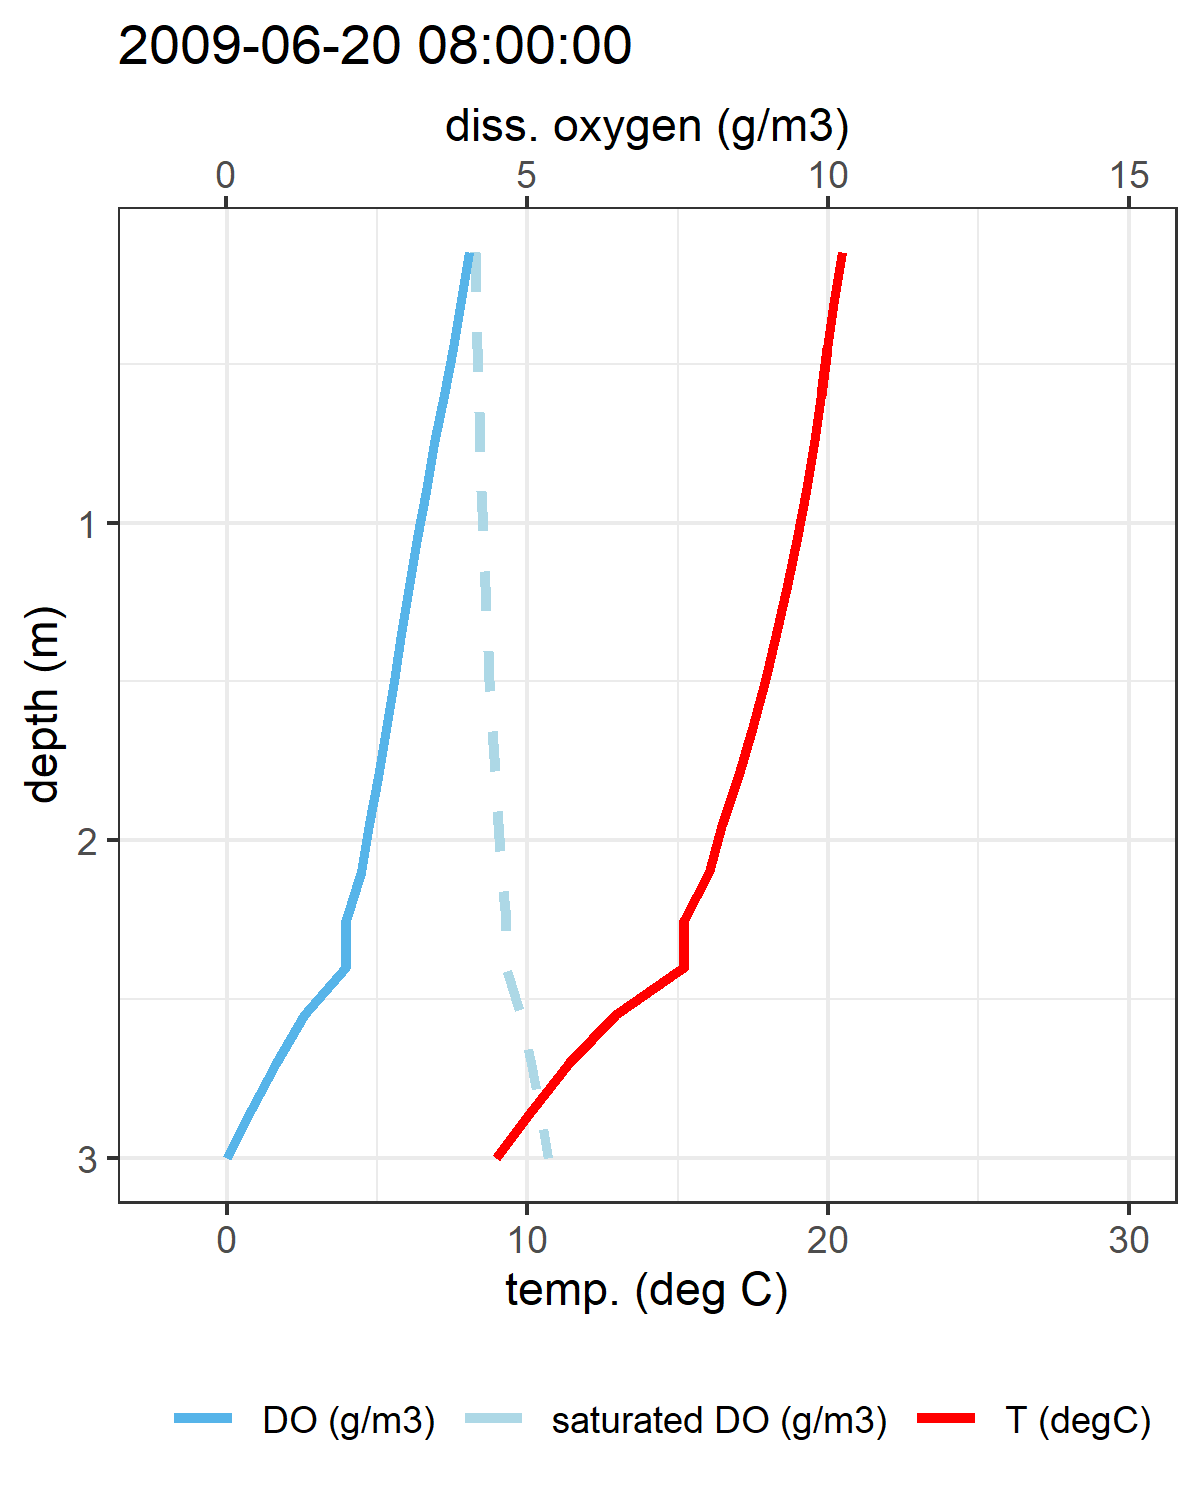 2009-06-20 08:00:00
diss. oxygen (g/m3)
0 5 10 15
depth (m)
1
2
3
0 10 20 30
temp. (deg C)
DO (g/m3) saturated DO (g/m3) T (degC)